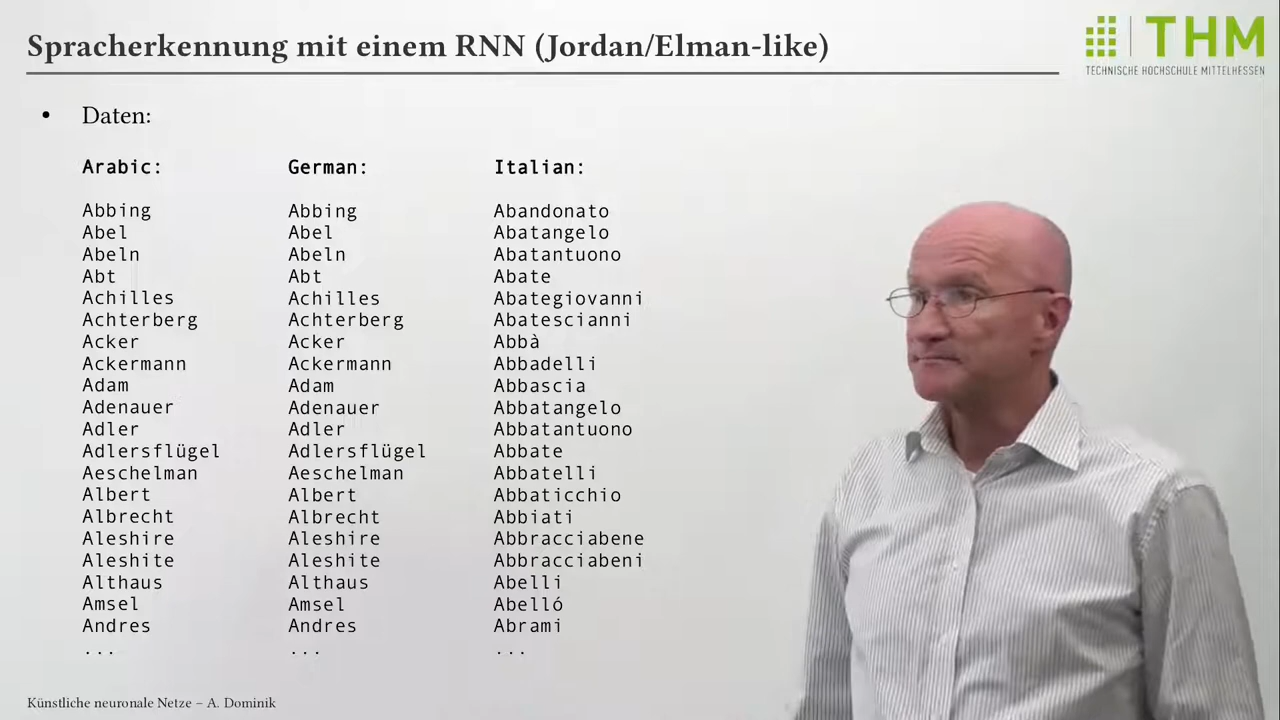 Spracherkennung mit einem RNN (Jordan/Elman-like)
THM
TECHNISCHE HOCHSCHULE MITTELHESSEN
• Daten:
Arabic: German: Italian:
Abbing Abbing Abandonato
Abel Abel Abatangelo
Abeln Abeln Abatantuono
Abt Abt Abate
Achilles Achilles Abategiovanni
Achterberg Achterberg Abatescianni
Acker Acker Abbà
Ackermann Ackermann Abbadelli
Adam Adam Abbascia
Adenauer Adenauer Abbatangelo
Adler Adler Abbatantuono
Adlersflügel Adlersflügel Abbate
Aeschelman Aeschelman Abbatelli
Albert Albert Abbaticchio
Albrecht Albrecht Abbiati
Aleshire Aleshire Abbracciabene
Aleshite Aleshite Abbracciabeni
Althaus Althaus Abelli
Amsel Amsel Abelló
Andres Andres Abrami
... ... ...
Künstliche neuronale Netze – A. Dominik